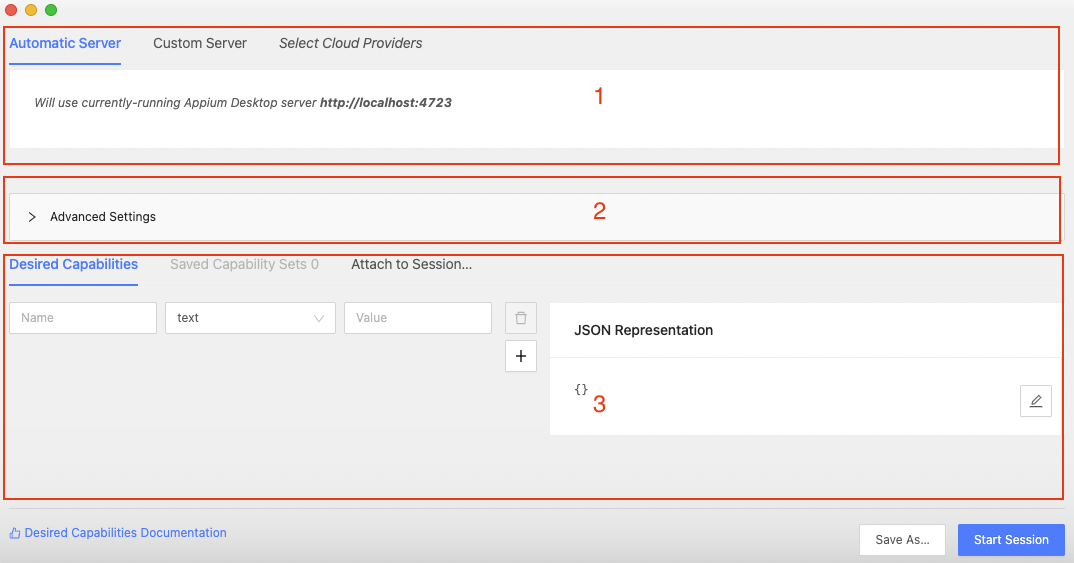 Automatic Server Custom Server Select Cloud Providers
Will use currently-running Appium Desktop server http://localhost:4723
1
Advanced Settings
2
Desired Capabilities Saved Capability Sets 0 Attach to Session...
Name text Value
+
JSON Representation
{}
3
Desired Capabilities Documentation
Save As... Start Session